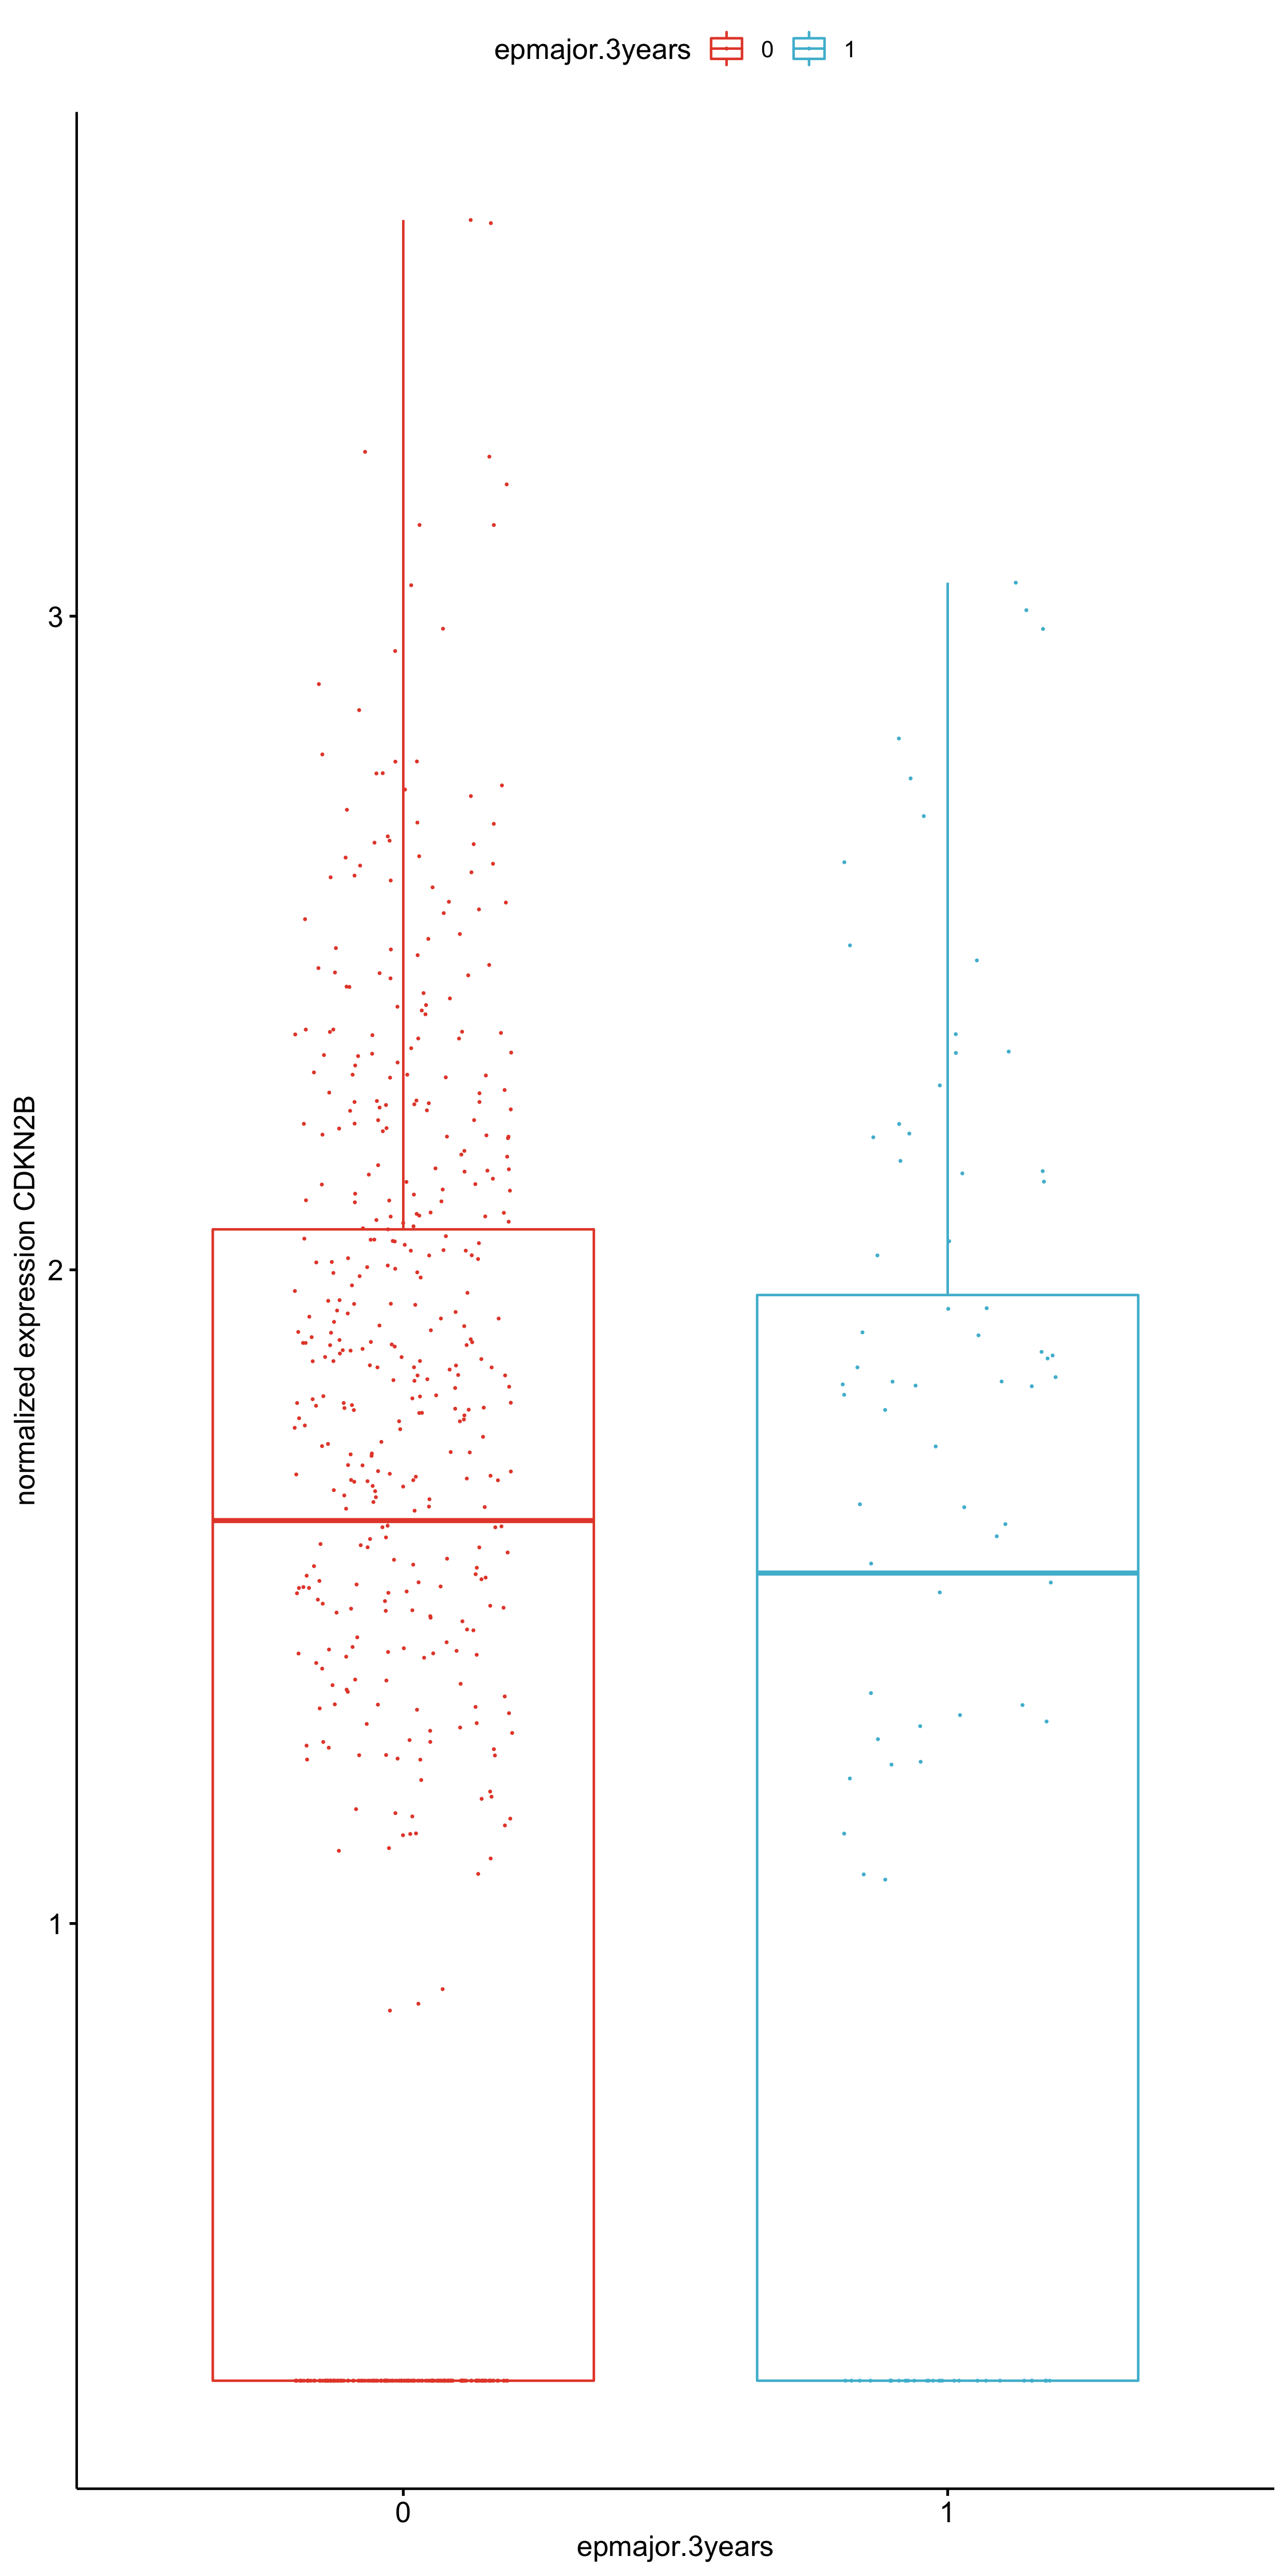 epmajor.3years 0 1
normalized expression CDKN2B
3
2
1
0 1
epmajor.3years